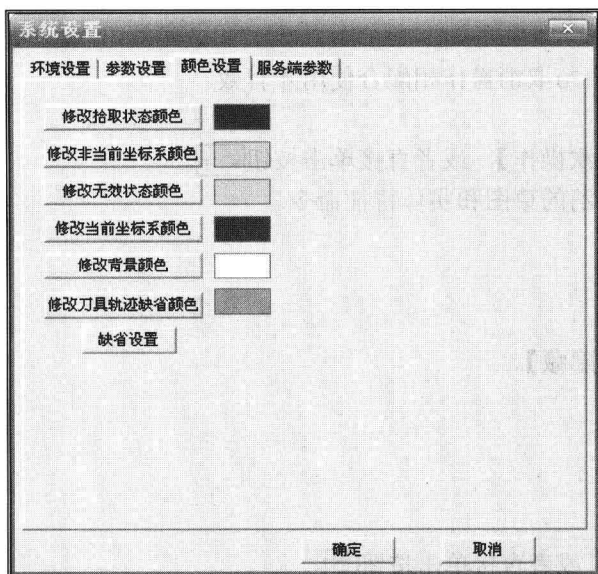 系统设置
环境设置 参数设置 颜色设置 服务端参数
修改拾取状态颜色
修改非当前坐标系颜色
修改无效状态颜色
修改当前坐标系颜色
修改背景颜色
修改刀具轨迹缺省颜色
缺省设置
确定 取消